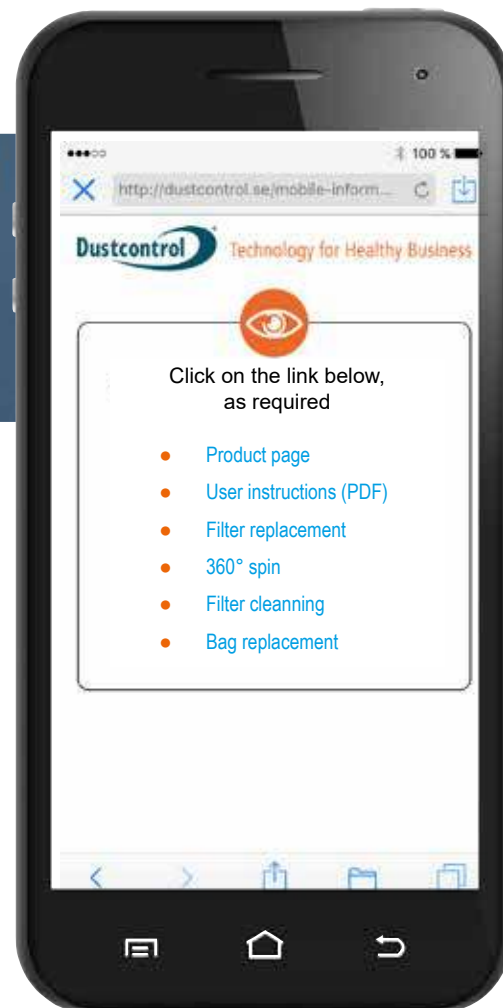 100 %
http://dustcontrol.se/mobile-inform...
Dustcontrol Technology for Healthy Business
Click on the link below,
as required
Product page
User instructions (PDF)
Filter replacement
360° spin
Filter cleanning
Bag replacement